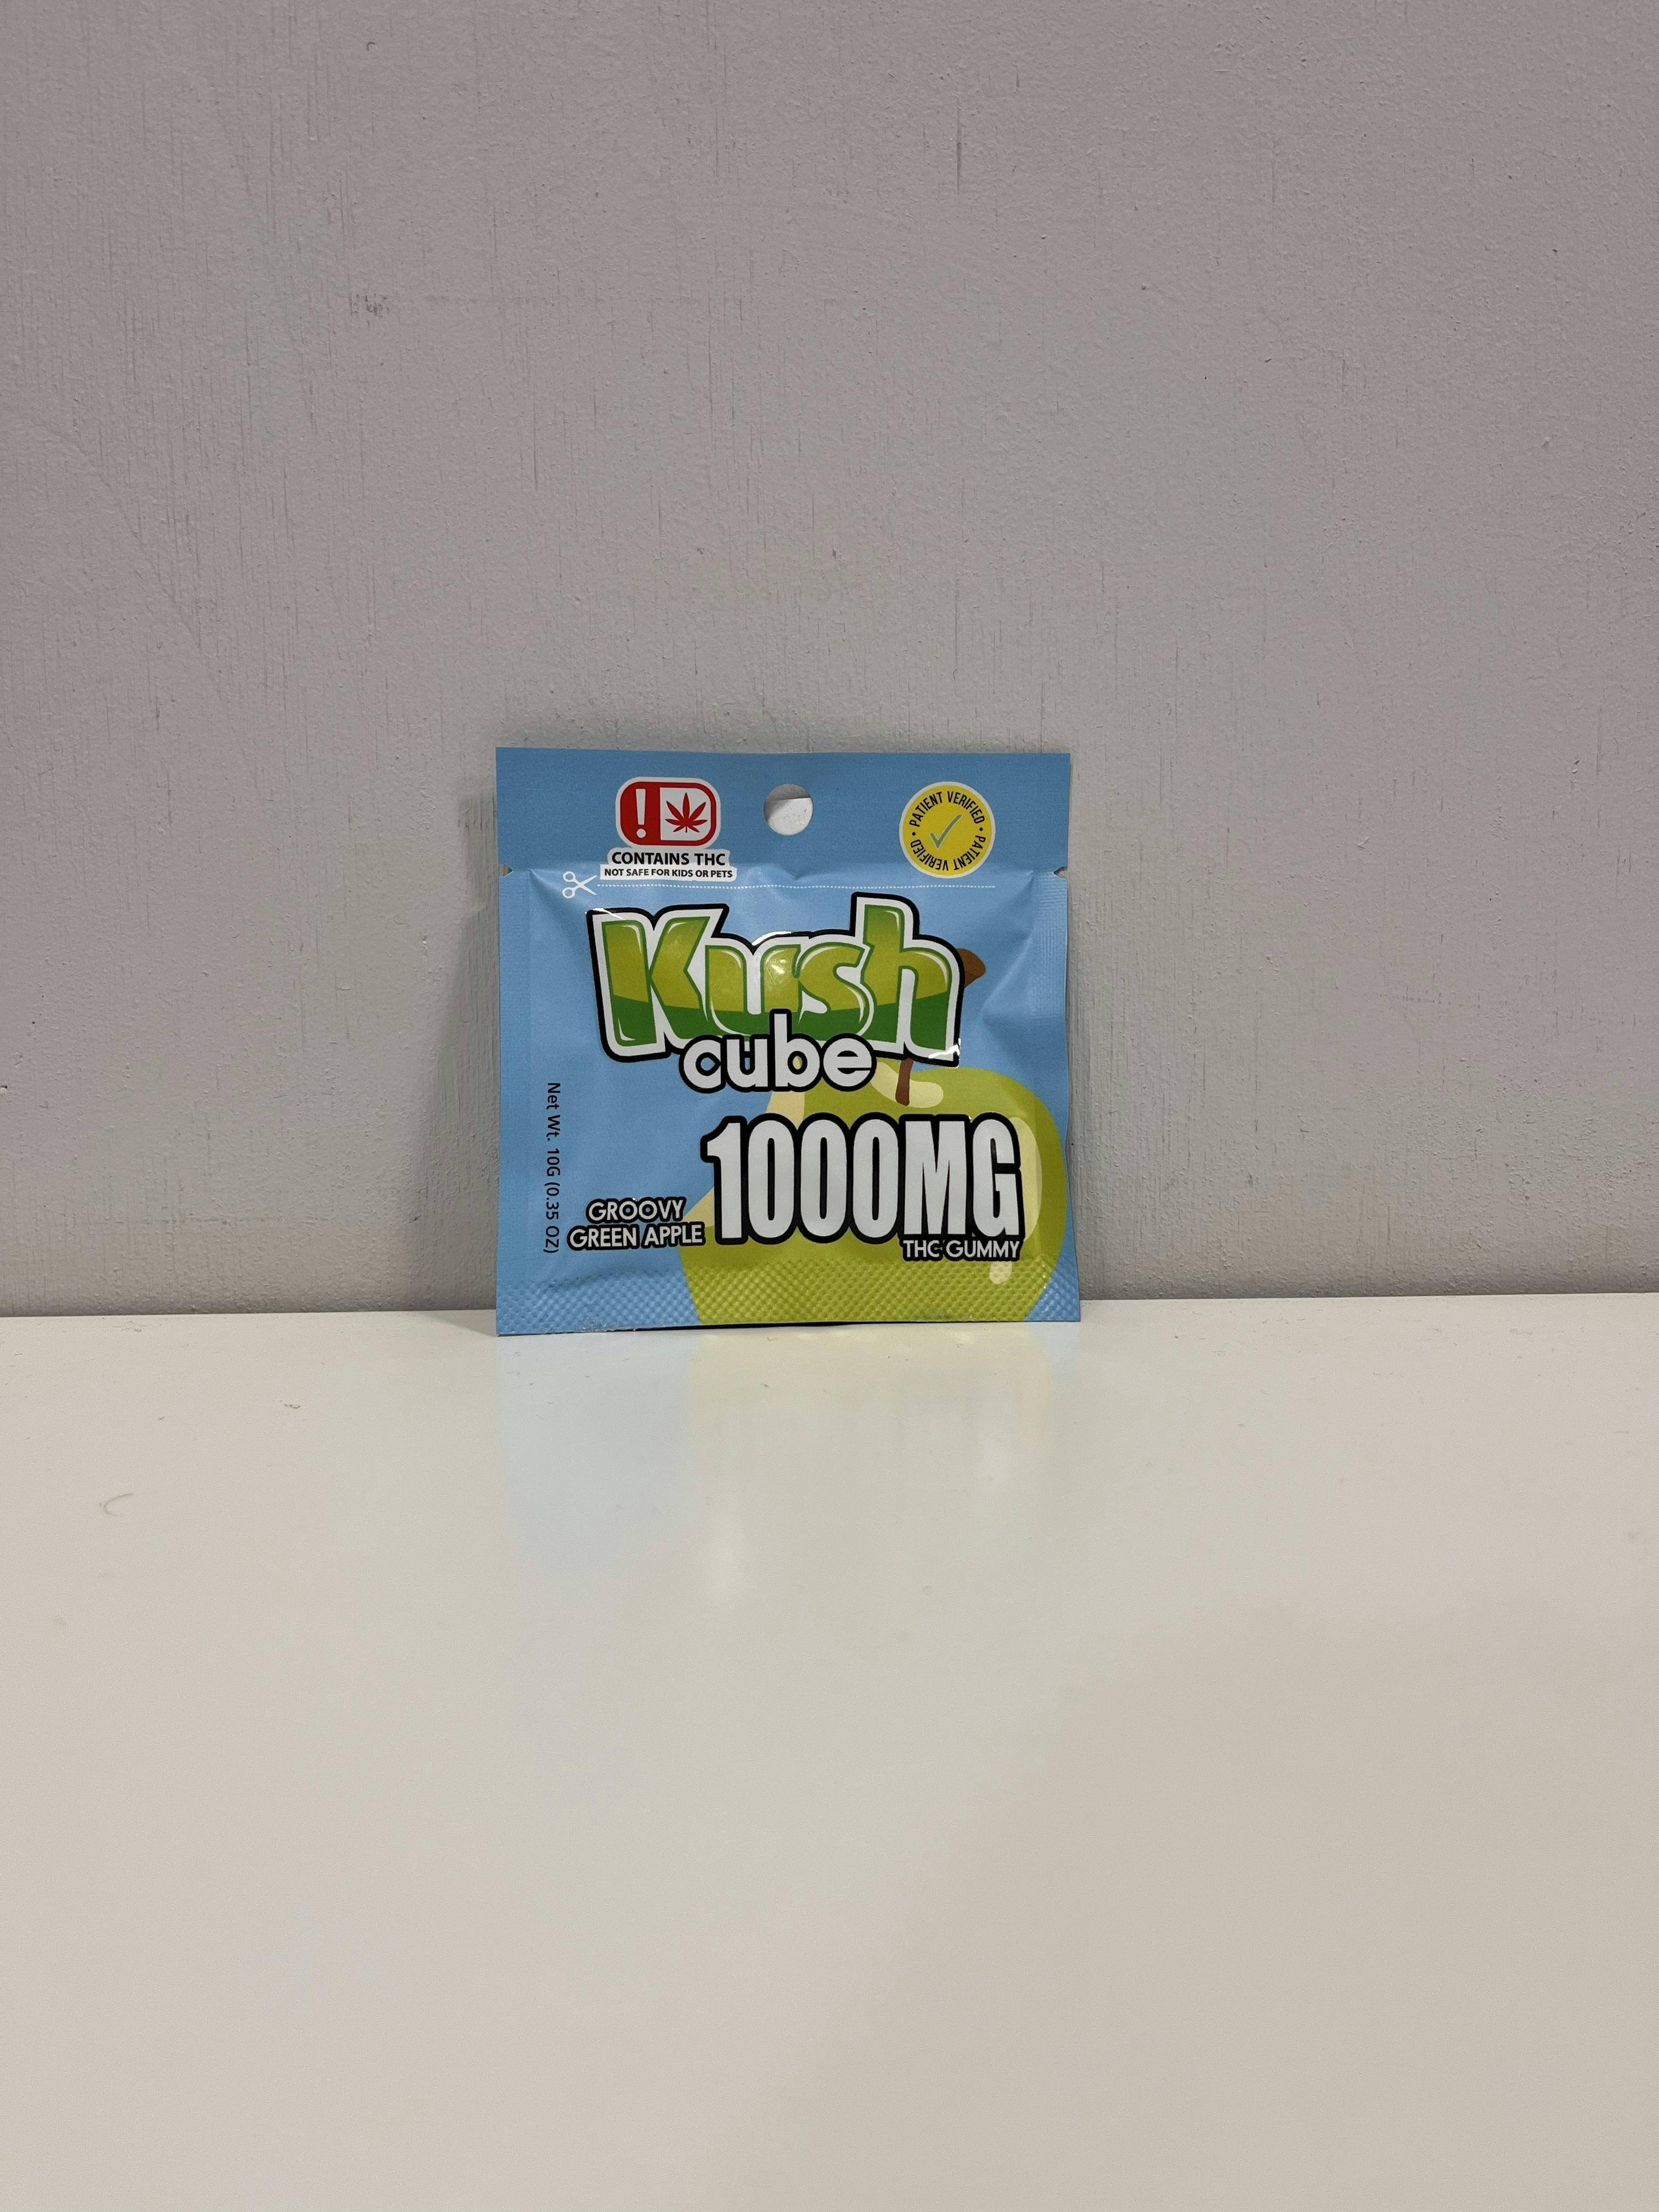 CONTAINS THC
NOT SAFE FOR KIDS OR PETS
PATIENT VERIFIED • PATIENT VERIFIED •
Kush
cube
1000MG
THC GUMMY
GROOVY
GREEN APPLE
Net Wt. 10G (0.35 OZ)